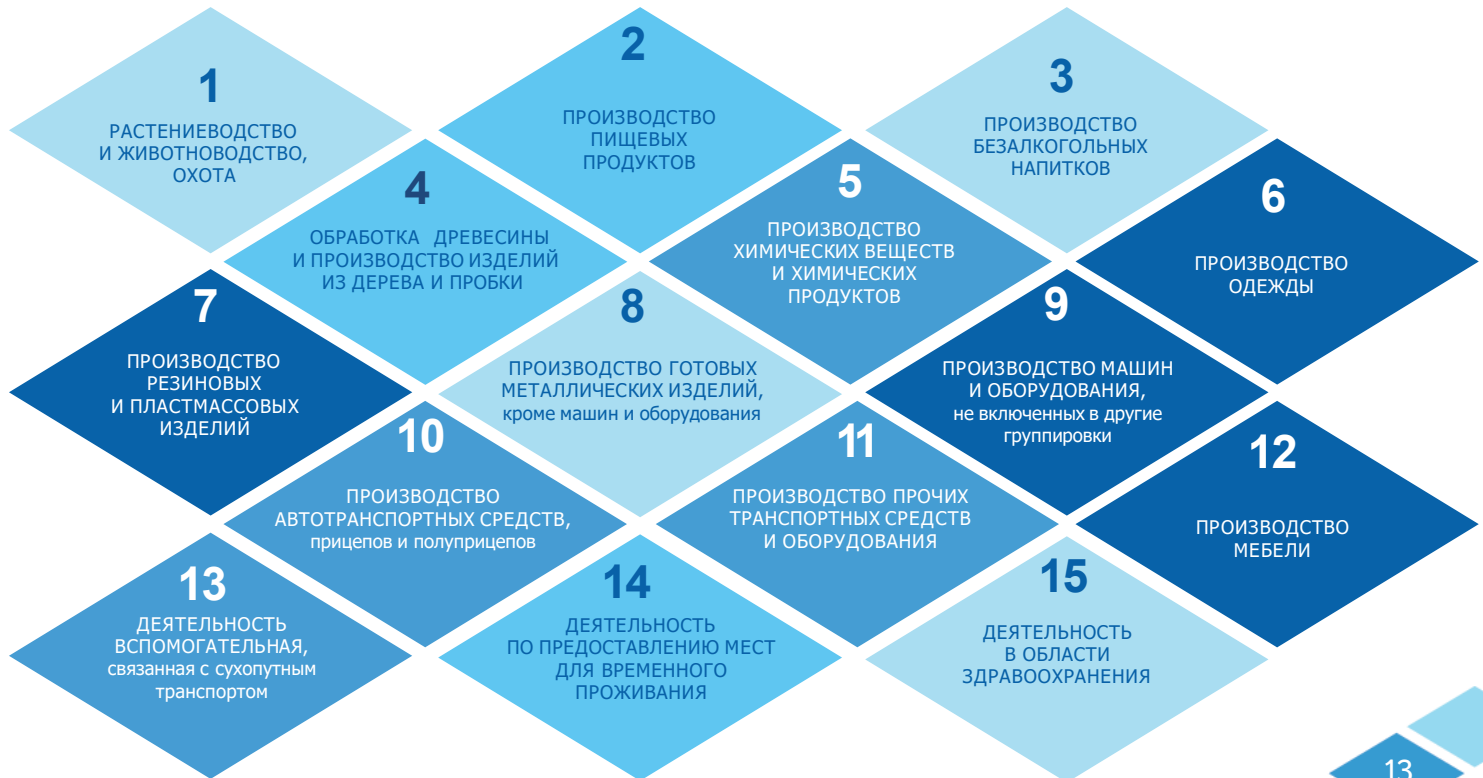 1
РАСТЕНИЕВОДСТВО
И ЖИВОТНОВОДСТВО,
ОХОТА
2
ПРОИЗВОДСТВО
ПИЩЕВЫХ
ПРОДУКТОВ
3
ПРОИЗВОДСТВО
БЕЗАЛКОГОЛЬНЫХ
НАПИТКОВ
4
ОБРАБОТКА ДРЕВЕСИНЫ
И ПРОИЗВОДСТВО ИЗДЕЛИЙ
ИЗ ДЕРЕВА И ПРОБКИ
5
ПРОИЗВОДСТВО
ХИМИЧЕСКИХ ВЕЩЕСТВ
И ХИМИЧЕСКИХ
ПРОДУКТОВ
6
ПРОИЗВОДСТВО
ОДЕЖДЫ
7
ПРОИЗВОДСТВО
РЕЗИНОВЫХ
И ПЛАСТМАССОВЫХ
ИЗДЕЛИЙ
8
ПРОИЗВОДСТВО ГОТОВЫХ
МЕТАЛЛИЧЕСКИХ ИЗДЕЛИЙ,
кроме машин и оборудования
9
ПРОИЗВОДСТВО МАШИН
И ОБОРУДОВАНИЯ,
не включенных в другие
группировки
10
ПРОИЗВОДСТВО
АВТОТРАНСПОРТНЫХ СРЕДСТВ,
прицепов и полуприцепов
11
ПРОИЗВОДСТВО ПРОЧИХ
ТРАНСПОРТНЫХ СРЕДСТВ
И ОБОРУДОВАНИЯ
12
ПРОИЗВОДСТВО
МЕБЕЛИ
13
ДЕЯТЕЛЬНОСТЬ
ВСПОМОГАТЕЛЬНАЯ,
связанная с сухопутным
транспортом
14
ДЕЯТЕЛЬНОСТЬ
ПО ПРЕДОСТАВЛЕНИЮ МЕСТ
ДЛЯ ВРЕМЕННОГО
ПРОЖИВАНИЯ
15
ДЕЯТЕЛЬНОСТЬ
В ОБЛАСТИ
ЗДРАВООХРАНЕНИЯ
13